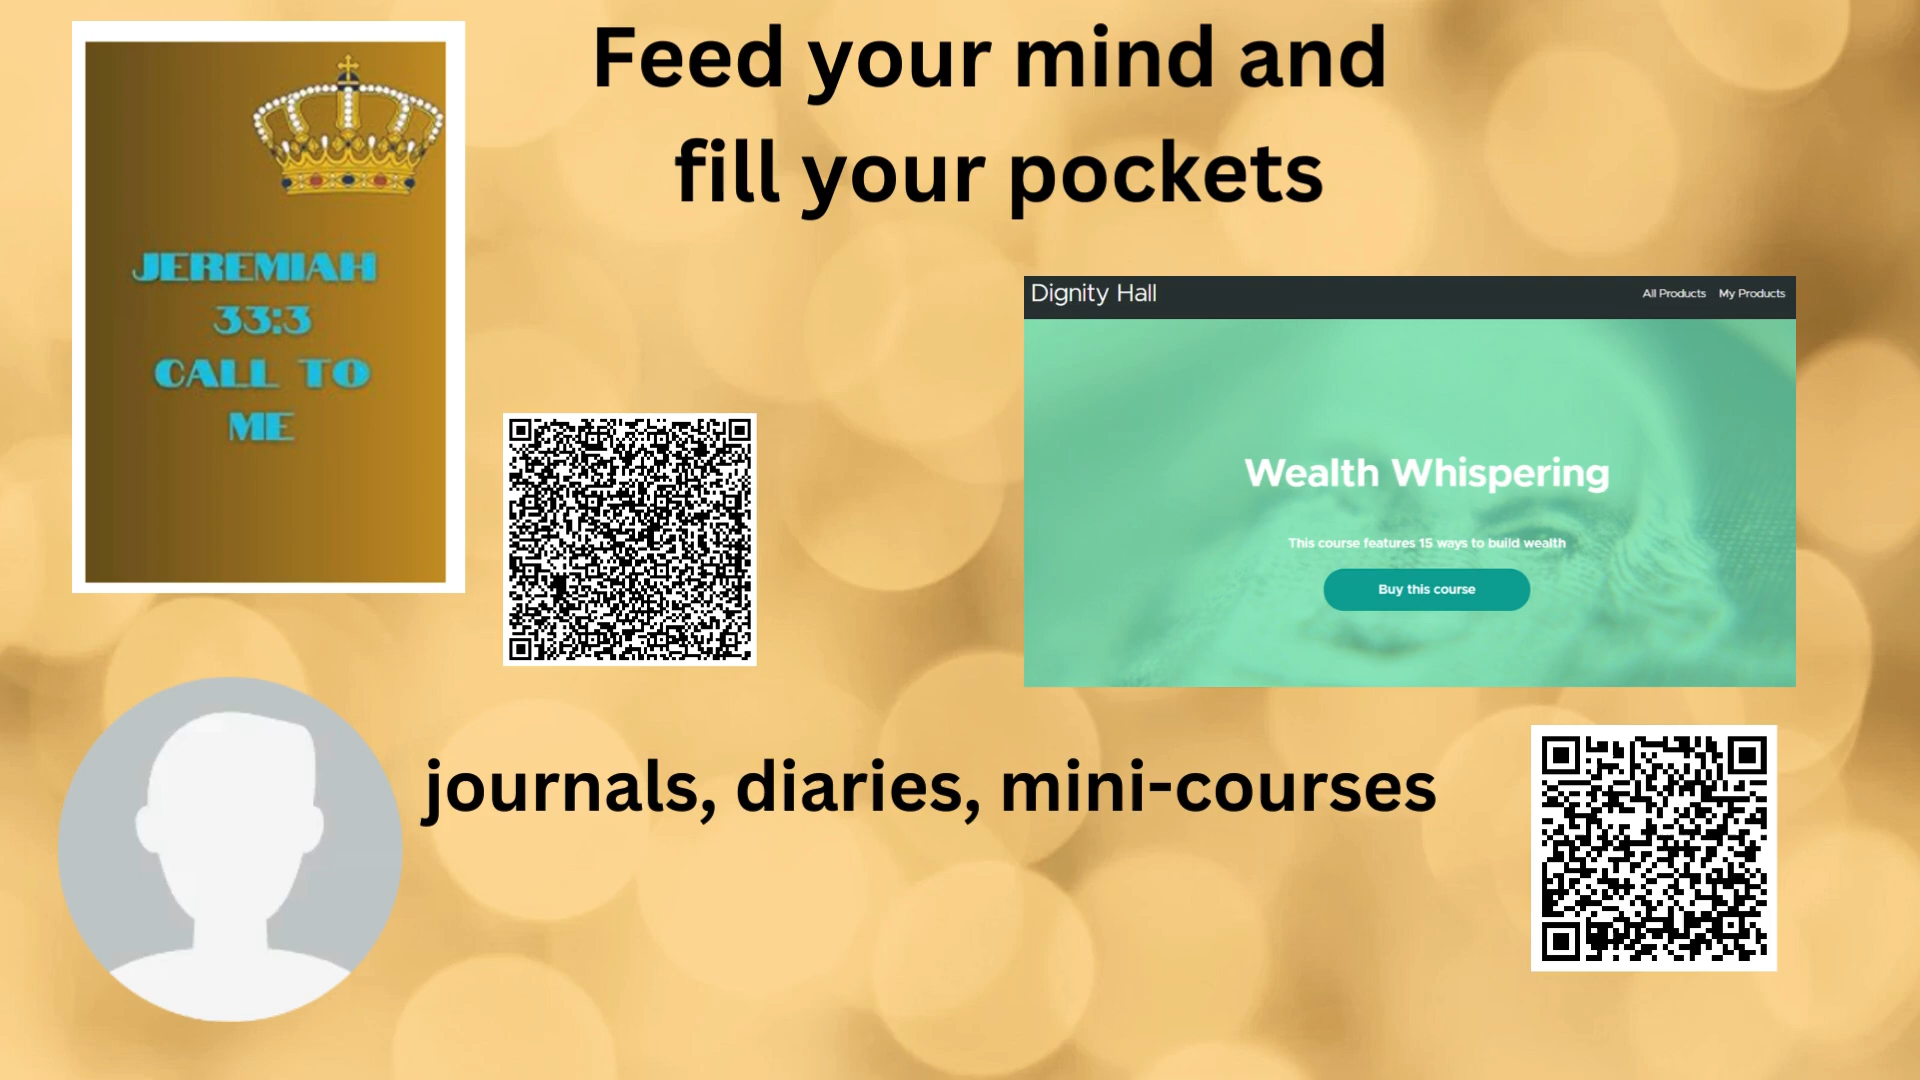 Feed your mind and
fill your pockets
JEREMIAH
33:3
CALL TO
ME
Dignity Hall
All Products My Products
Wealth Whispering
This course features 15 ways to build wealth
Buy this course
journals, diaries, mini-courses